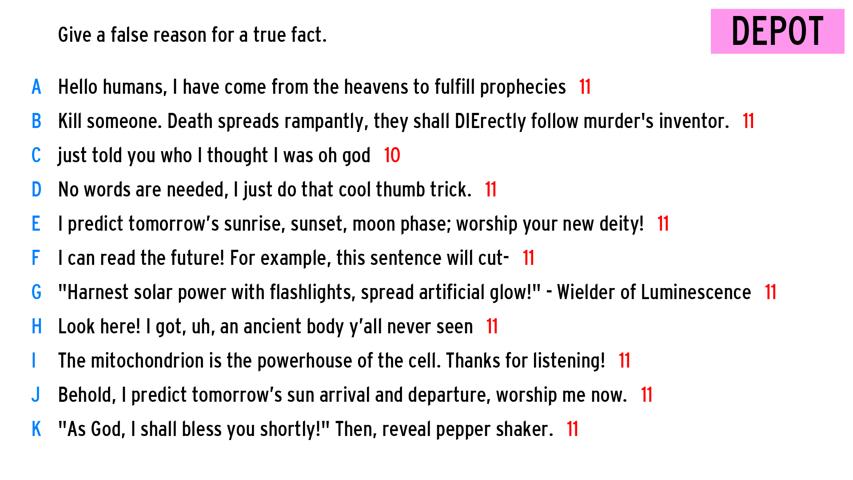 Give a false reason for a true fact.
DEPOT
A Hello humans, I have come from the heavens to fulfill prophecies 11
B Kill someone. Death spreads rampantly, they shall DIErectly follow murder's inventor. 11
C just told you who I thought I was oh god 10
D No words are needed, I just do that cool thumb trick. 11
E I predict tomorrow's sunrise, sunset, moon phase; worship your new deity! 11
F I can read the future! For example, this sentence will cut- 11
G "Harnest solar power with flashlights, spread artificial glow!" - Wielder of Luminescence 11
H Look here! I got, uh, an ancient body y'all never seen 11
I The mitochondrion is the powerhouse of the cell. Thanks for listening! 11
J Behold, I predict tomorrow's sun arrival and departure, worship me now. 11
K "As God, I shall bless you shortly!" Then, reveal pepper shaker. 11